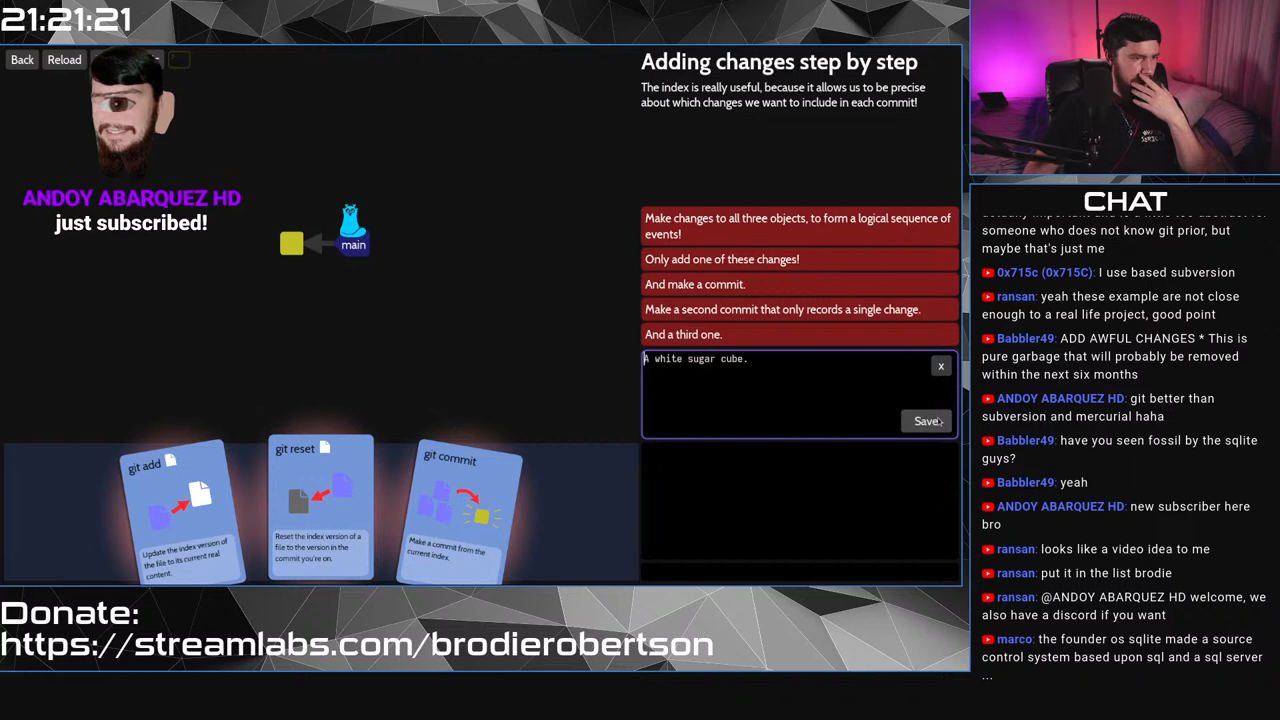 21:21:21
Back
Reload
ANDOY ABARQUEZ HD
just subscribed!
main
Adding changes step by step
The index is really useful, because it allows us to be precise
about which changes we want to include in each commit!
Make changes to all three objects, to form a logical sequence of
events!
Only add one of these changes!
And make a commit.
Make a second commit that only records a single change.
And a third one.
A white sugar cube.
x
Save
git add
Update the index version of
the file to its current real
content.
git reset
Reset the index version of a
file to the version in the
commit you're on.
git commit
Make a commit from the
current index.
Donate:
https://streamlabs.com/brodierobertson
CHAT
someone who does not know git prior, but
maybe that's just me
0x715c (0x715C): I use based subversion
ransan: yeah these example are not close
enough to a real life project, good point
Babbler49: ADD AWFUL CHANGES * This is
pure garbage that will probably be removed
within the next six months
ANDOY ABARQUEZ HD: git better than
subversion and mercurial haha
Babbler49: have you seen fossil by the sqlite
guys?
Babbler49: yeah
ANDOY ABARQUEZ HD: new subscriber here
bro
ransan: looks like a video idea to me
ransan: put it in the list brodie
ransan: @ANDOY ABARQUEZ HD welcome, we
also have a discord if you want
marco: the founder os sqlite made a source
control system based upon sql and a sql server
...